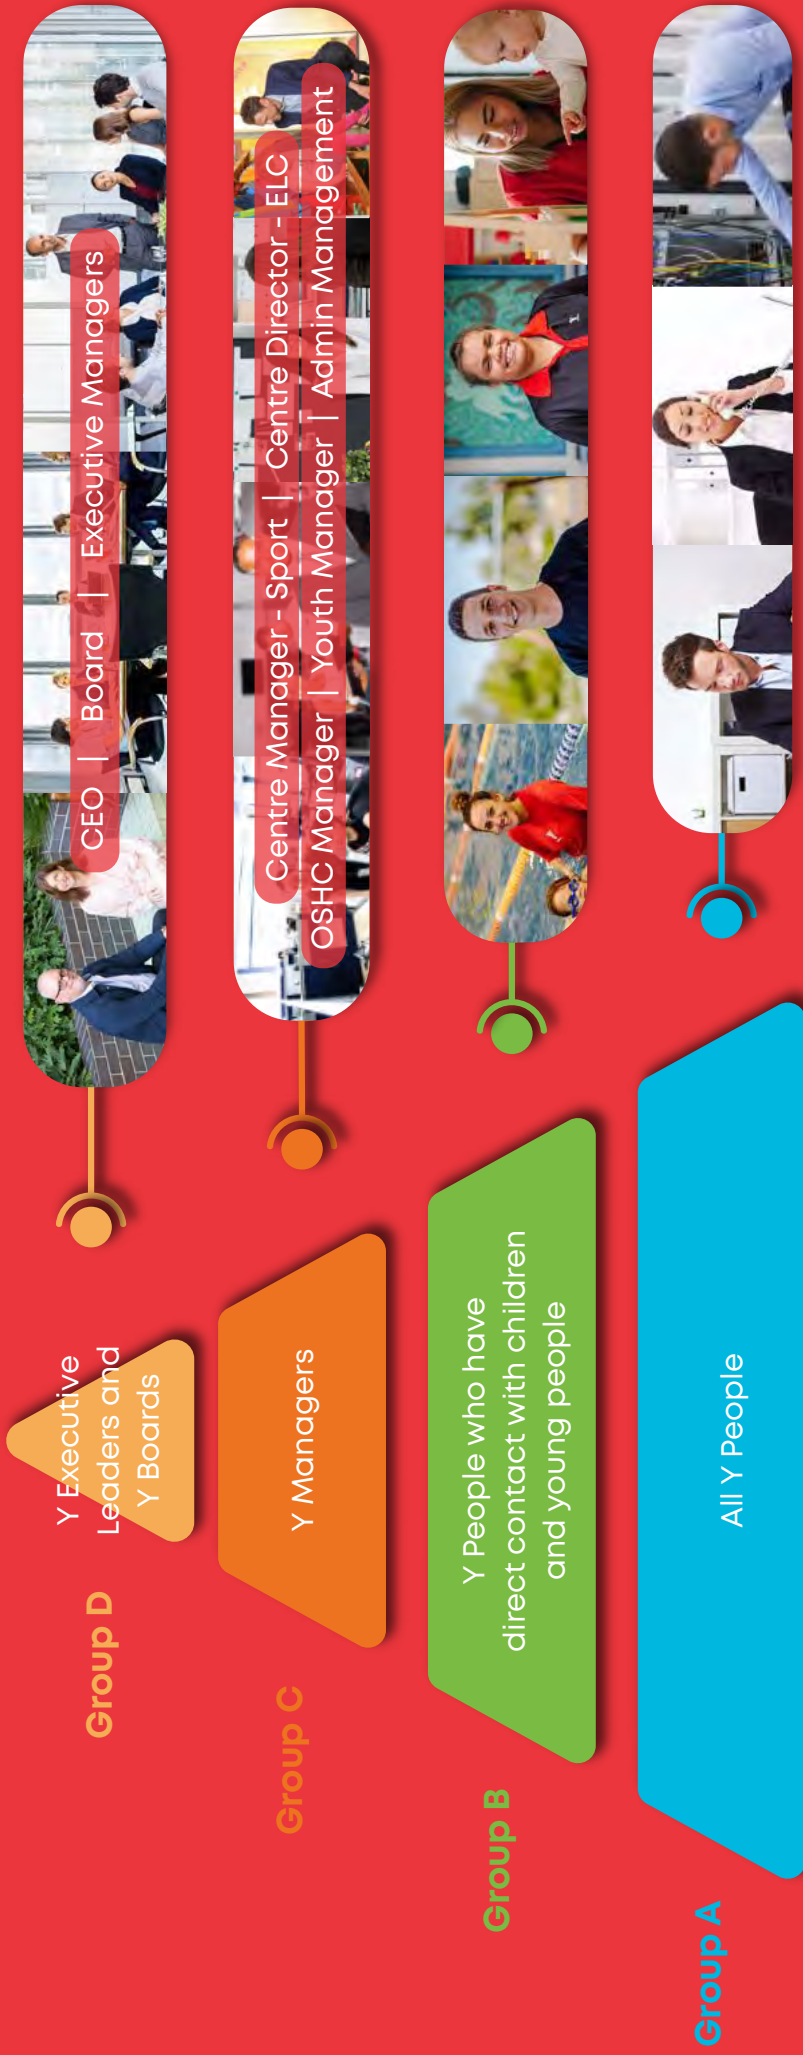 Group D
Y Executive
Leaders and
Y Boards
CEO | Board | Executive Managers
Group C
Y Managers
Centre Manager - Sport | Centre Director - ELC
OSHC Manager | Youth Manager | Admin Management
Group B
Y People who have
direct contact with children
and young people
Group A
All Y People